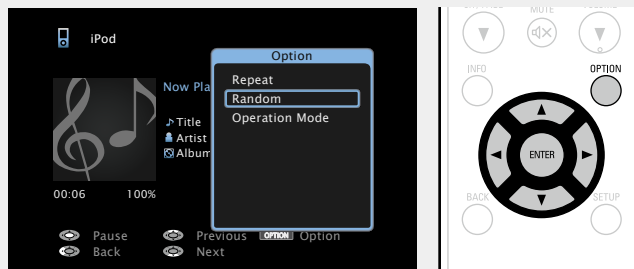 iPod
Option
Repeat
Random
Operation Mode
Now Pla
Title
Artist
Album
00:06 100%
Pause Previous OPTION Option
Back Next
MUTE
INFO OPTION
ENTER
BACK SETUP